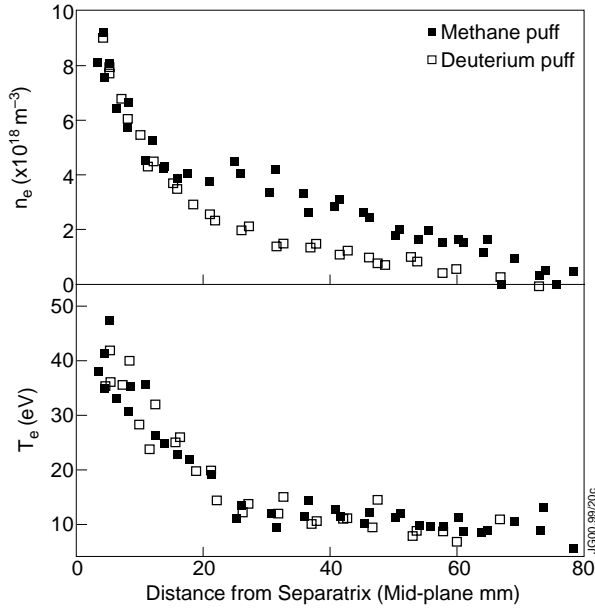 Methane puff
Deuterium puff
10
8
6
4
2
0
n_e (x10^18 m^−3)
50
40
30
20
10
T_e (eV)
0 20 40 60 80
Distance from Separatrix (Mid-plane mm)
JG00.99/20c